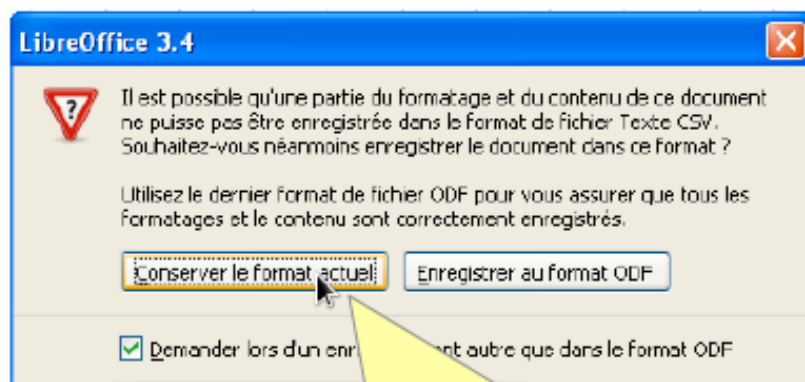 LibreOffice 3.4
Il est possible qu'une partie du formatage et du contenu de ce document
ne puisse pas être enregistrée dans le format de fichier Texte CSV.
Souhaitez-vous néanmoins enregistrer le document dans ce format ?
Utilisez le dernier format de fichier ODF pour vous assurer que tous les
formatages et le contenu sont correctement enregistrés.
Conserver le format actuel
Enregistrer au format ODF
Demander lors d'un autre que dans le format ODF